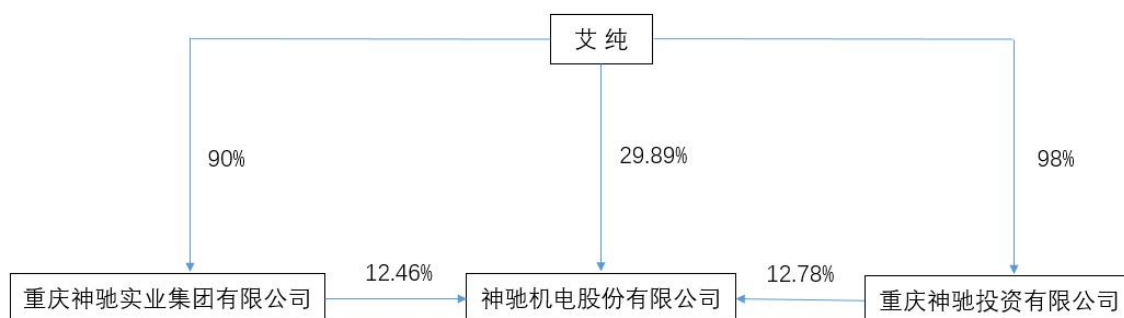 艾 纯
90%
29.89%
98%
12.46%
12.78%
重庆神驰实业集团有限公司
神驰机电股份有限公司
重庆神驰投资有限公司